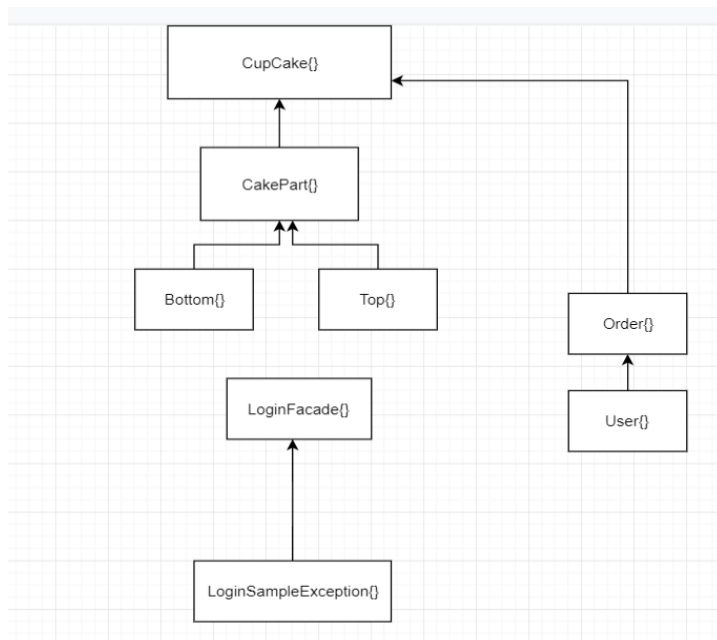 CupCake{}
CakePart{}
Bottom{}
Top{}
Order{}
LoginFacade{}
User{}
LoginSampleException{}